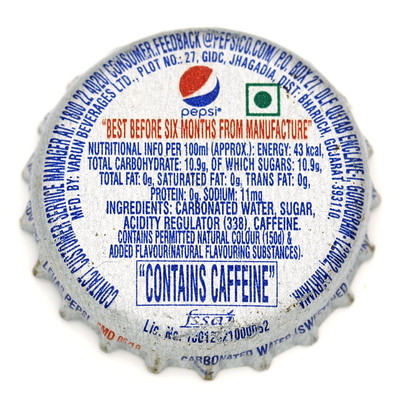 CONTACT CUSTOMER SERVICE MANAGER AT 1800 22 4020/ CONSUMER.FEEDBACK@PEPSICO.COM/ P.O. BOX 27, DLF
MFD. BY: VARUN BEVERAGES LTD., PLOT NO.: 27, GIDC, JHAGADIA, DIST: BHARUCH, GUJARAT-393110.
pepsi
"BEST BEFORE SIX MONTHS FROM MANUFACTURE"
NUTRITIONAL INFO PER 100ml (APPROX.): ENERGY: 43 kcal,
TOTAL CARBOHYDRATE: 10.9g, OF WHICH SUGARS: 10.9g,
TOTAL FAT: 0g, SATURATED FAT: 0g, TRANS FAT: 0g,
PROTEIN: 0g, SODIUM: 11mg
INGREDIENTS: CARBONATED WATER, SUGAR,
ACIDITY REGULATOR (338), CAFFEINE.
CONTAINS PERMITTED NATURAL COLOUR (150d) &
ADDED FLAVOUR(NATURAL FLAVOURING SUBSTANCES).
"CONTAINS CAFFEINE"
fssai
Lic. No.
CARBONATED WATER